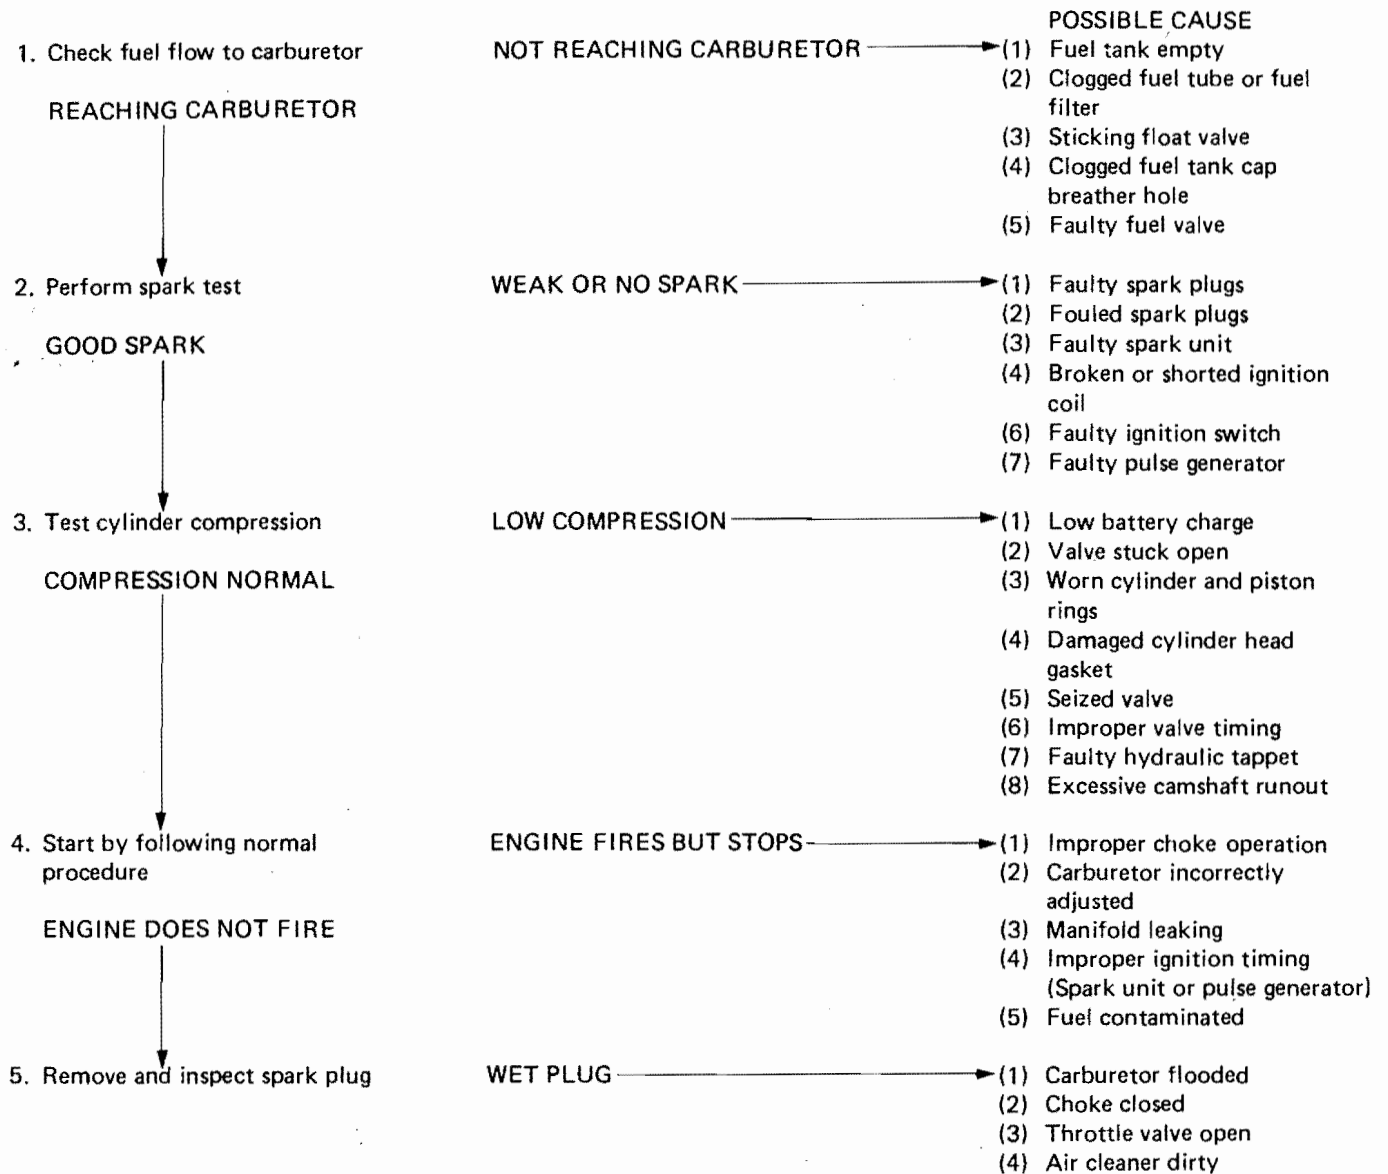 POSSIBLE CAUSE
1. Check fuel flow to carburetor
NOT REACHING CARBURETOR
(1) Fuel tank empty
(2) Clogged fuel tube or fuel
filter
(3) Sticking float valve
(4) Clogged fuel tank cap
breather hole
(5) Faulty fuel valve
REACHING CARBURETOR
2. Perform spark test
WEAK OR NO SPARK
(1) Faulty spark plugs
(2) Fouled spark plugs
(3) Faulty spark unit
(4) Broken or shorted ignition
coil
(6) Faulty ignition switch
(7) Faulty pulse generator
GOOD SPARK
3. Test cylinder compression
LOW COMPRESSION
(1) Low battery charge
(2) Valve stuck open
(3) Worn cylinder and piston
rings
(4) Damaged cylinder head
gasket
(5) Seized valve
(6) Improper valve timing
(7) Faulty hydraulic tappet
(8) Excessive camshaft runout
COMPRESSION NORMAL
4. Start by following normal
procedure
ENGINE FIRES BUT STOPS
(1) Improper choke operation
(2) Carburetor incorrectly
adjusted
(3) Manifold leaking
(4) Improper ignition timing
(Spark unit or pulse generator)
(5) Fuel contaminated
ENGINE DOES NOT FIRE
5. Remove and inspect spark plug
WET PLUG
(1) Carburetor flooded
(2) Choke closed
(3) Throttle valve open
(4) Air cleaner dirty